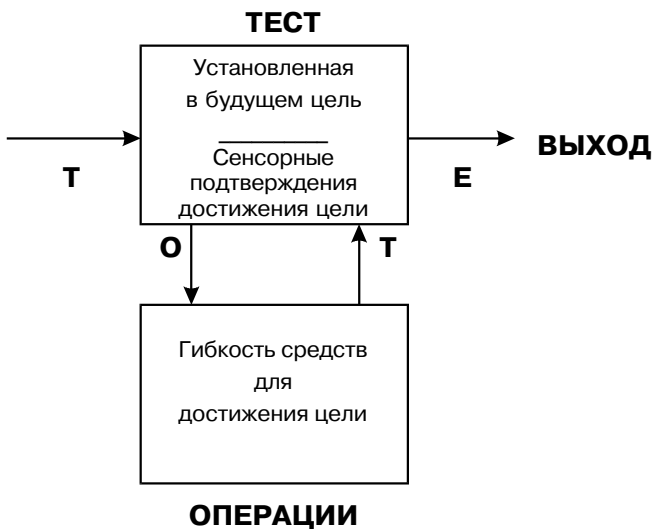 ТЕСТ
Установленная
в будущем цель
Сенсорные
подтверждения
достижения цели
Т
Е
ВЫХОД
О
Т
Гибкость средств
для
достижения цели
ОПЕРАЦИИ